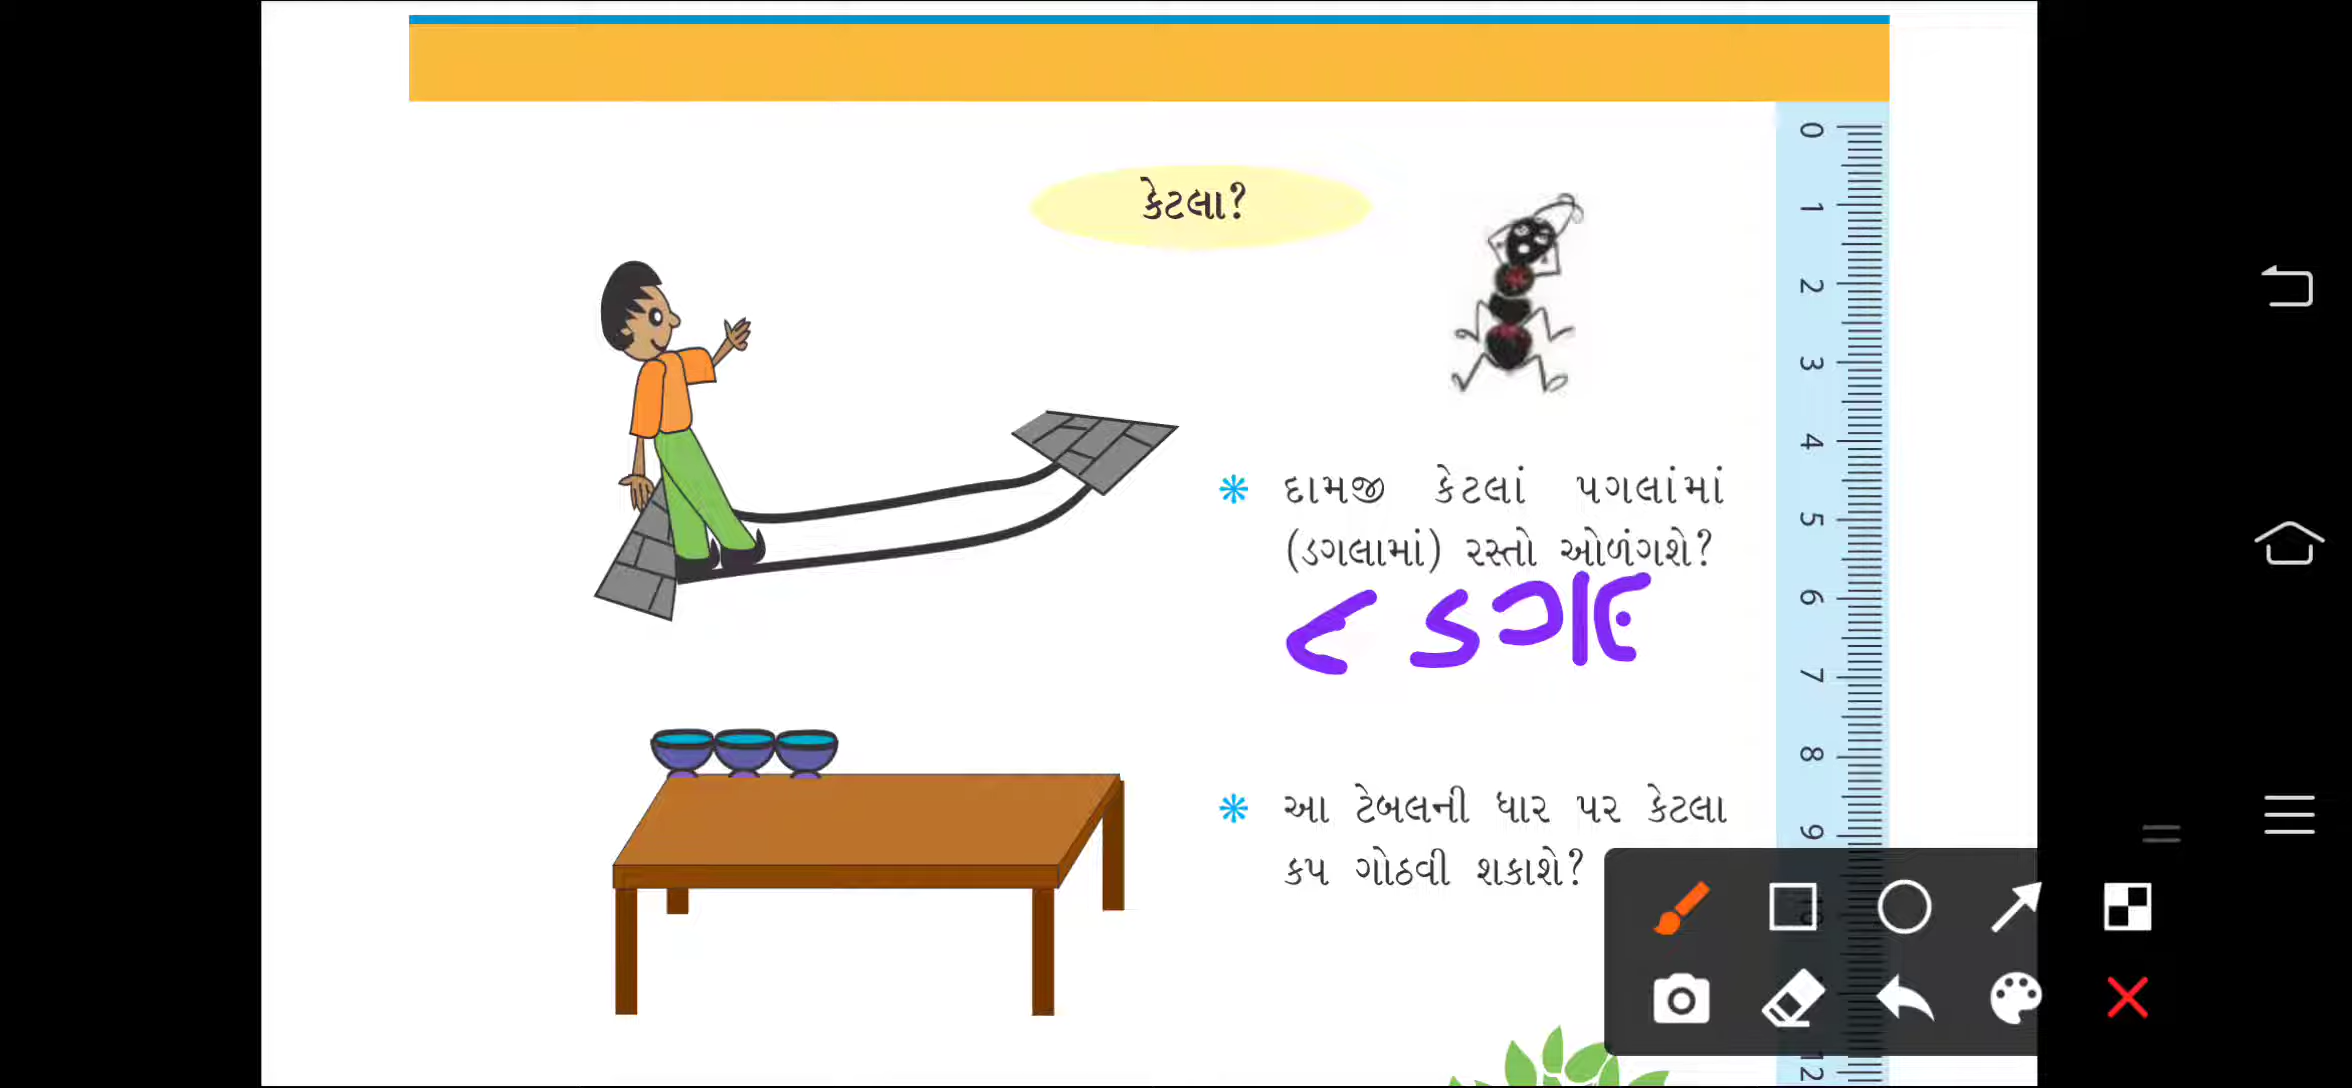 કેટલા?
દામજી કેટલાં પગલાંમાં
(ડગલામાં) રસ્તો ઓળંગશે?
૮ ડગલ
આ ટેબલની ધાર પર કેટલા
કપ ગોઠવી શકાશે?
0
1
2
3
4
5
6
7
8
9
12